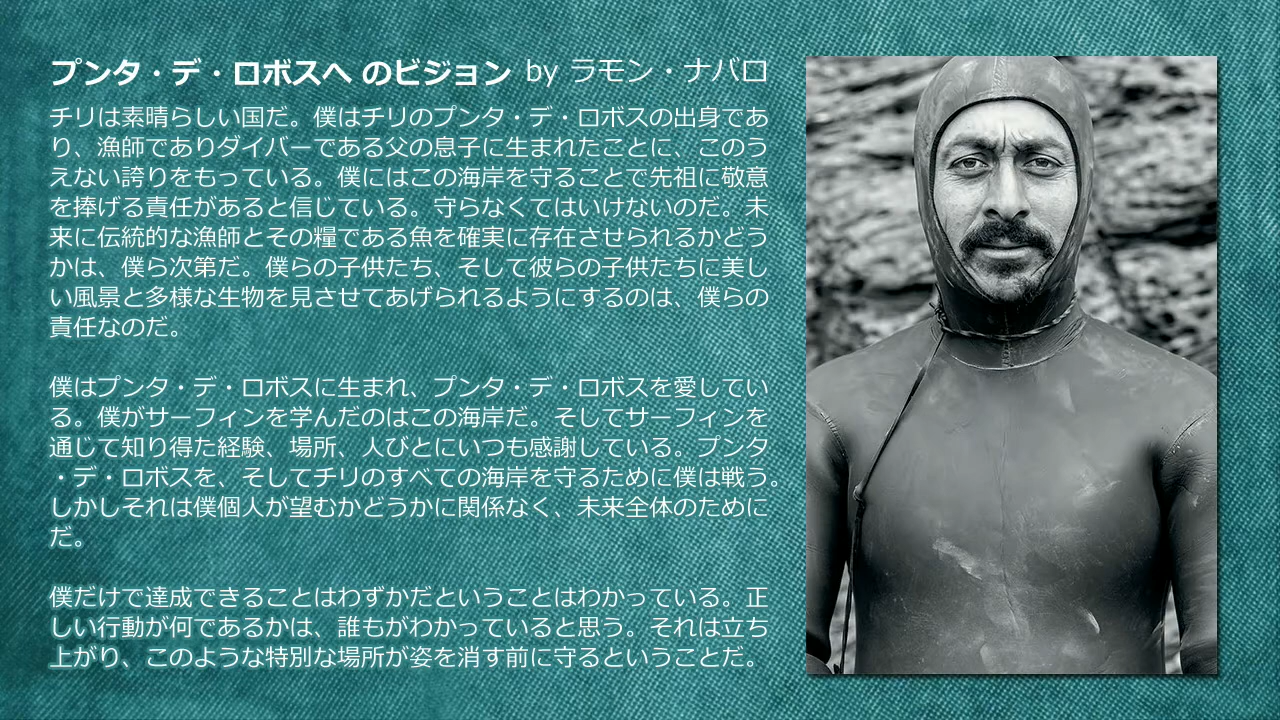 プンタ・デ・ロボスへ のビジョン by ラモン・ナバロ
チリは素晴らしい国だ。僕はチリのプンタ・デ・ロボスの出身であ
り、漁師でありダイバーである父の息子に生まれたことに、このう
えない誇りをもっている。僕にはこの海岸を守ることで先祖に敬意
を捧げる責任があると信じている。守らなくてはいけないのだ。未
来に伝統的な漁師とその糧である魚を確実に存在させられるかどう
かは、僕ら次第だ。僕らの子供たち、そして彼らの子供たちに美し
い風景と多様な生物を見させてあげられるようにするのは、僕らの
責任なのだ。
僕はプンタ・デ・ロボスに生まれ、プンタ・デ・ロボスを愛してい
る。僕がサーフィンを学んだのはこの海岸だ。そしてサーフィンを
通じて知り得た経験、場所、人びとにいつも感謝している。プンタ
・デ・ロボスを、そしてチリのすべての海岸を守るために僕は戦う。
しかしそれは僕個人が望むかどうかに関係なく、未来全体のために
だ。
僕だけで達成できることはわずかだということはわかっている。正
しい行動が何であるかは、誰もがわかっていると思う。それは立ち
上がり、このような特別な場所が姿を消す前に守るということだ。